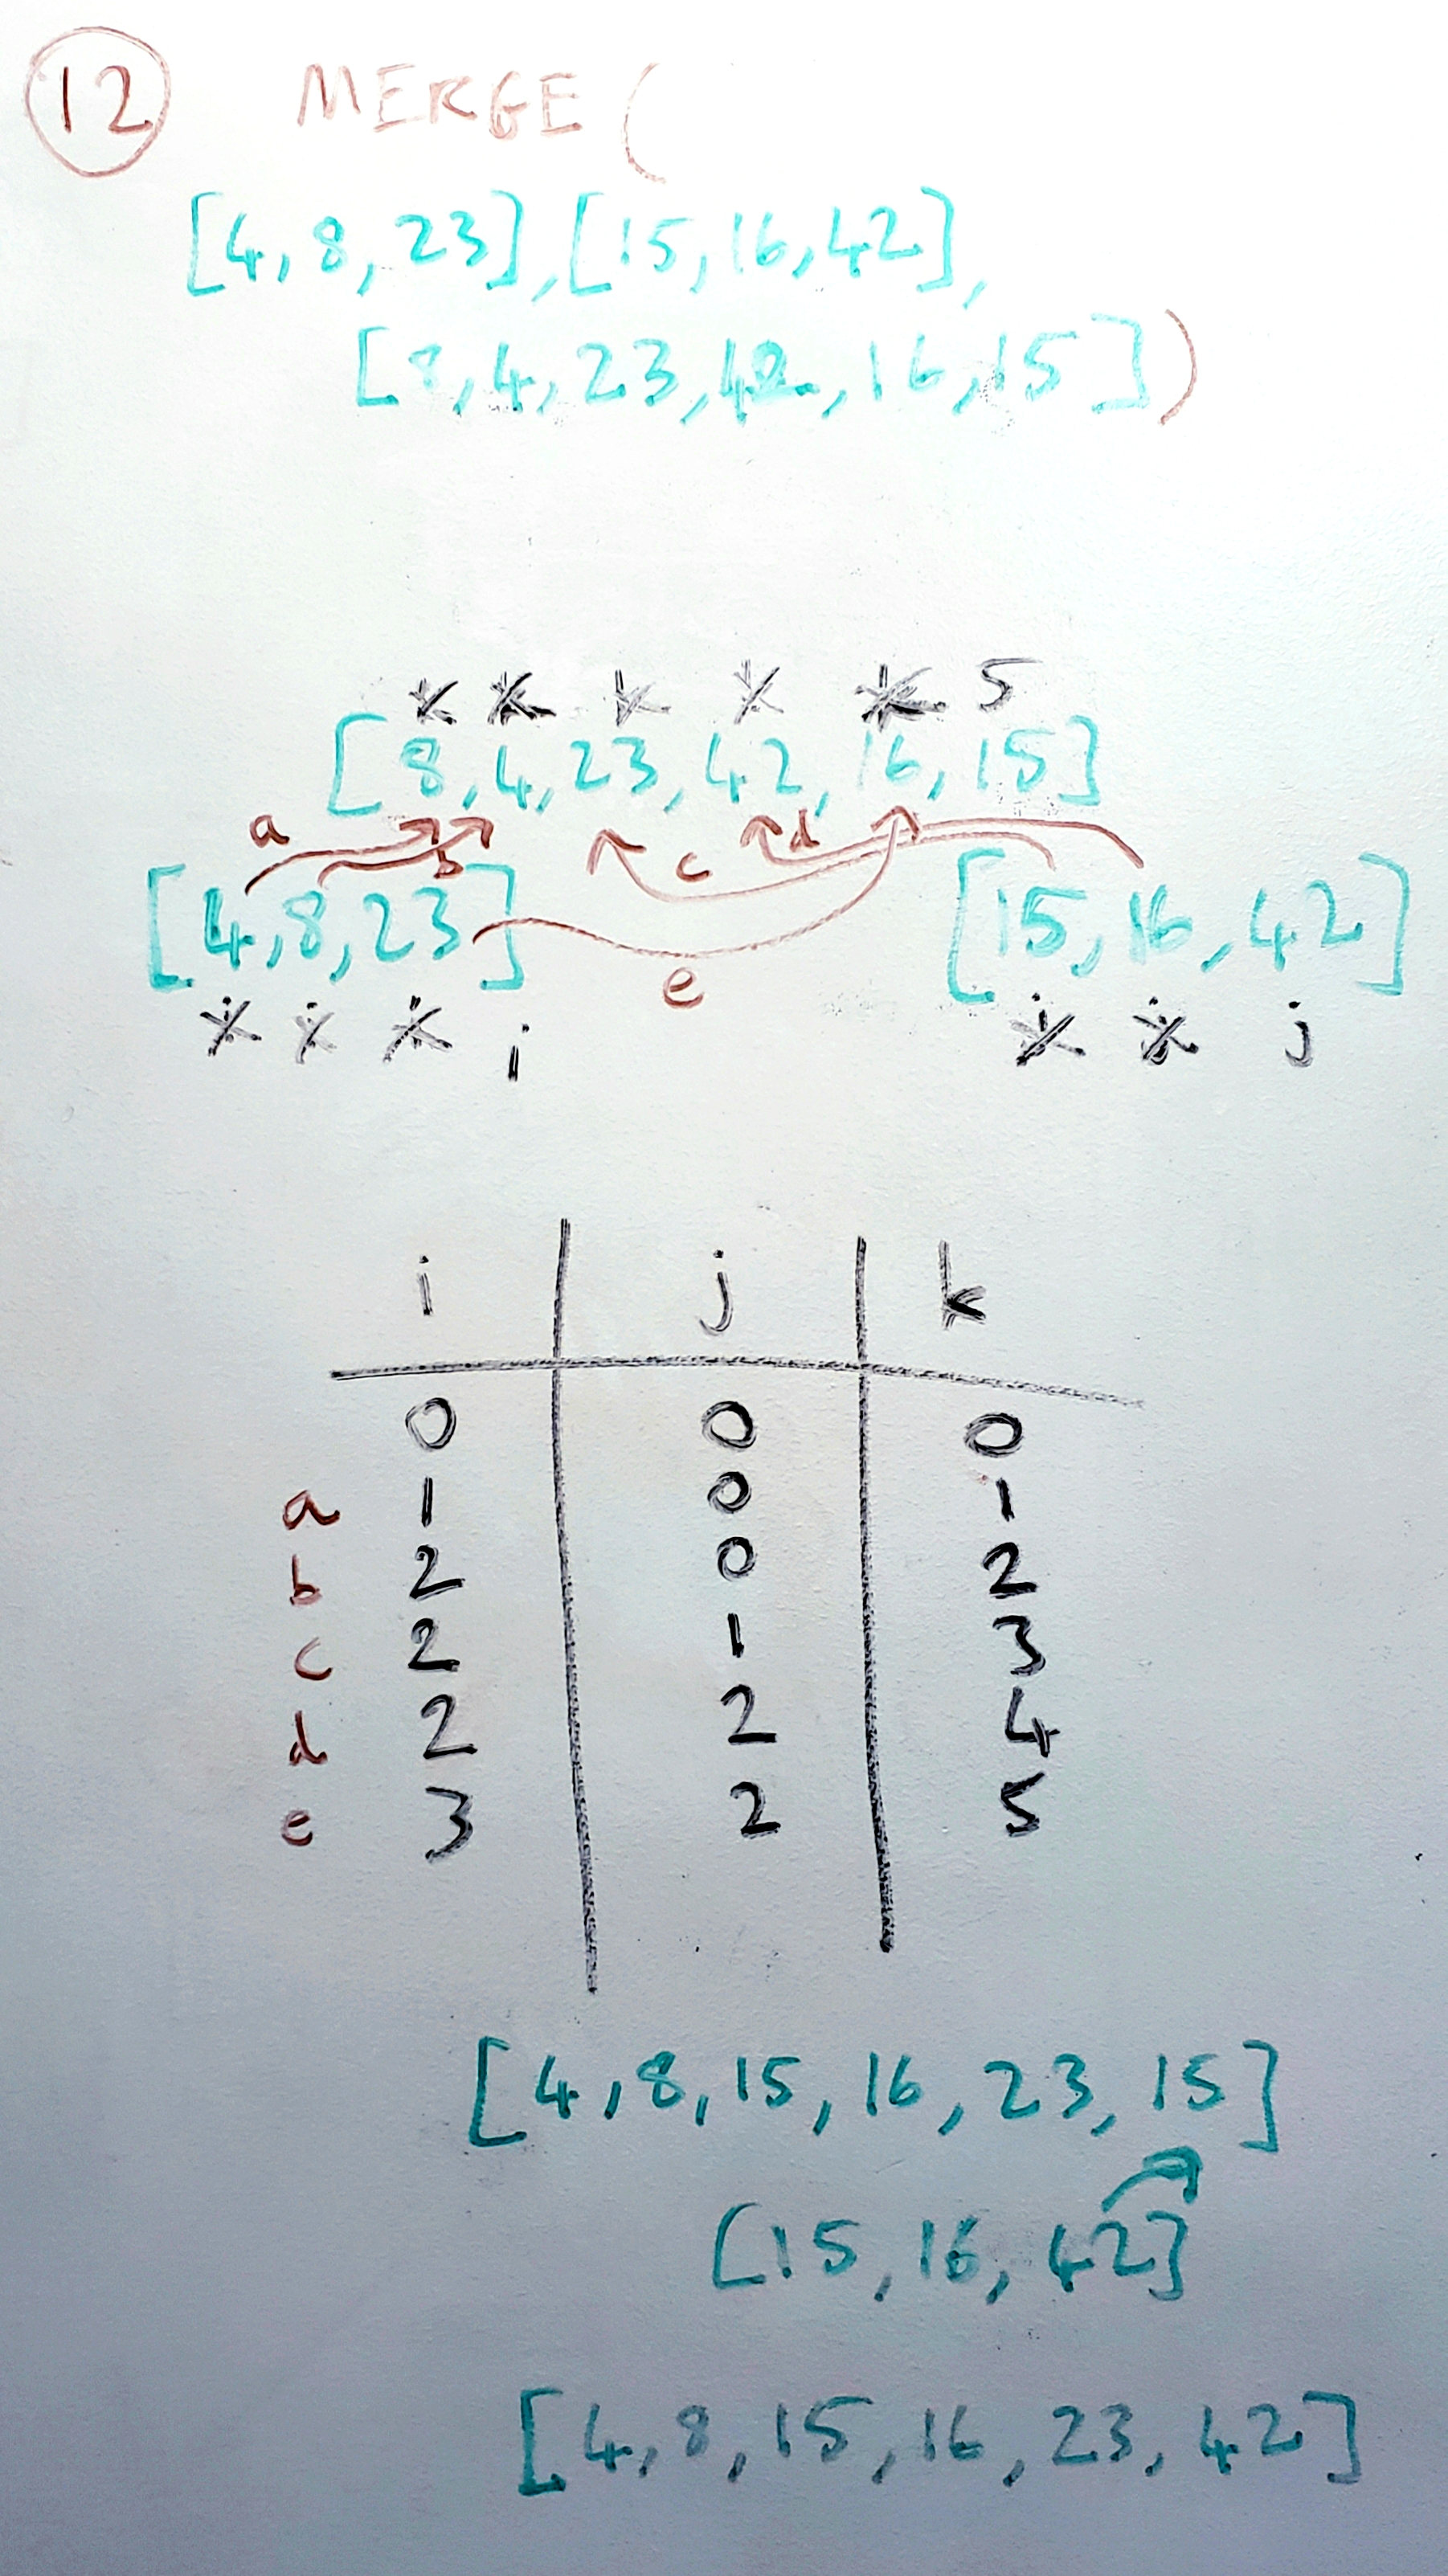 12 MERGE(
[4, 8, 23], [15, 16, 42],
[8, 4, 23, 42, 16, 15])
k k k k k 5
[8, 4, 23, 42, 16, 15]
a b c d
[4, 8, 23] [15, 16, 42]
e
i i i i j j j
i j k
0 0 0
a 1 0 1
b 2 0 2
c 2 1 3
d 2 2 4
e 3 2 5
[4, 8, 15, 16, 23, 15]
[15, 16, 42]
[4, 8, 15, 16, 23, 42]